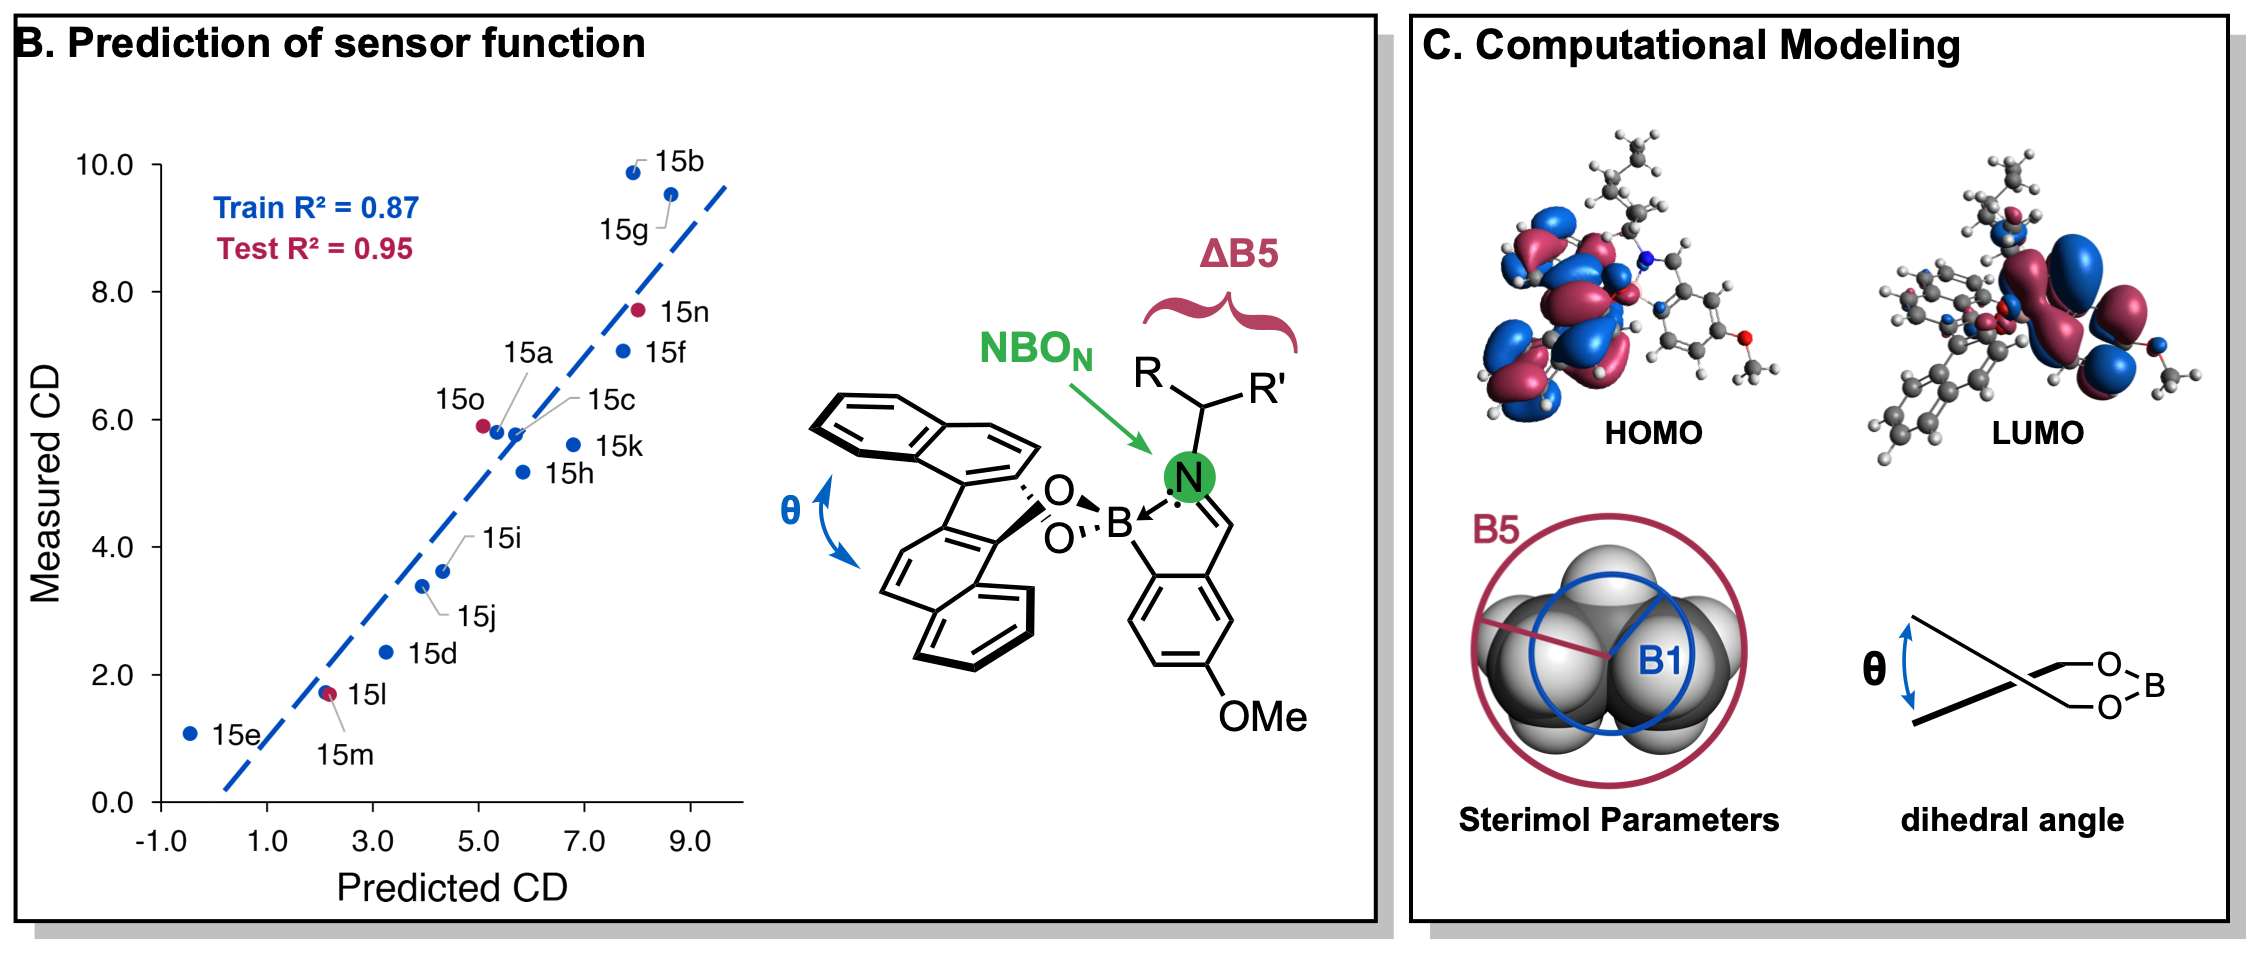 B. Prediction of sensor function
10.0
8.0
6.0
4.0
2.0
0.0
-1.0 1.0 3.0 5.0 7.0 9.0
Measured CD
Predicted CD
Train R² = 0.87
Test R² = 0.95
15b
15g
15n
15f
15a
15o
15c
15k
15h
15i
15j
15d
15l
15m
15e
ΔB5
NBO_N
R
R'
N
θ
O
B
O
OMe
C. Computational Modeling
HOMO
LUMO
B5
B1
Sterimol Parameters
θ
O
B
O
dihedral angle